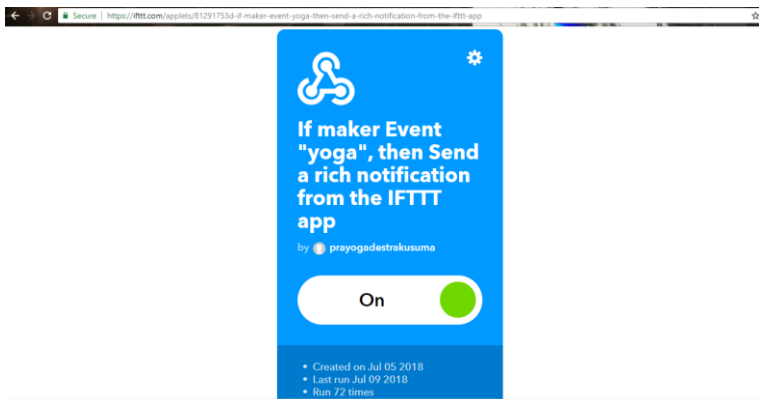 Secure | https://ifttt.com/applets/81291753d-if-maker-event-yoga-then-send-a-rich-notification-from-the-ifttt-app
If maker Event
"yoga", then Send
a rich notification
from the IFTTT
app
by prayogadestrakusuma
On
• Created on Jul 05 2018
• Last run Jul 09 2018
• Run 72 times